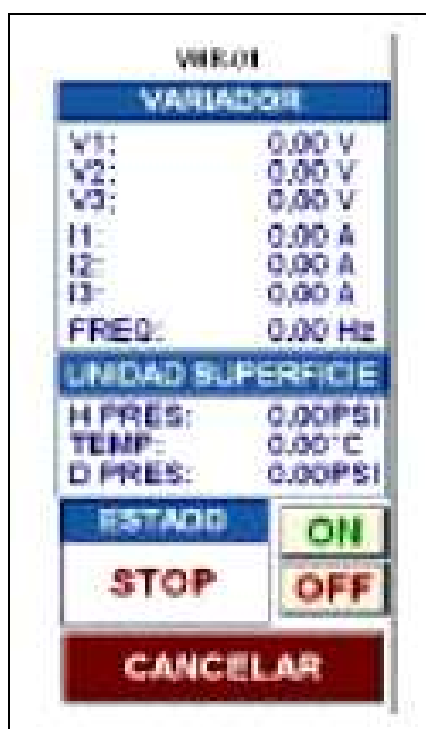 VARIADOR
V1: 0.00 V
V2: 0.00 V
V3: 0.00 V
I1: 0.00 A
I2: 0.00 A
I3: 0.00 A
FREQ: 0.00 Hz
UNIDAD SUPERFICIE
H PRES: 0.00PSI
TEMP: 0.00°C
D PRES: 0.00PSI
ESTADO
ON
STOP
OFF
CANCELAR